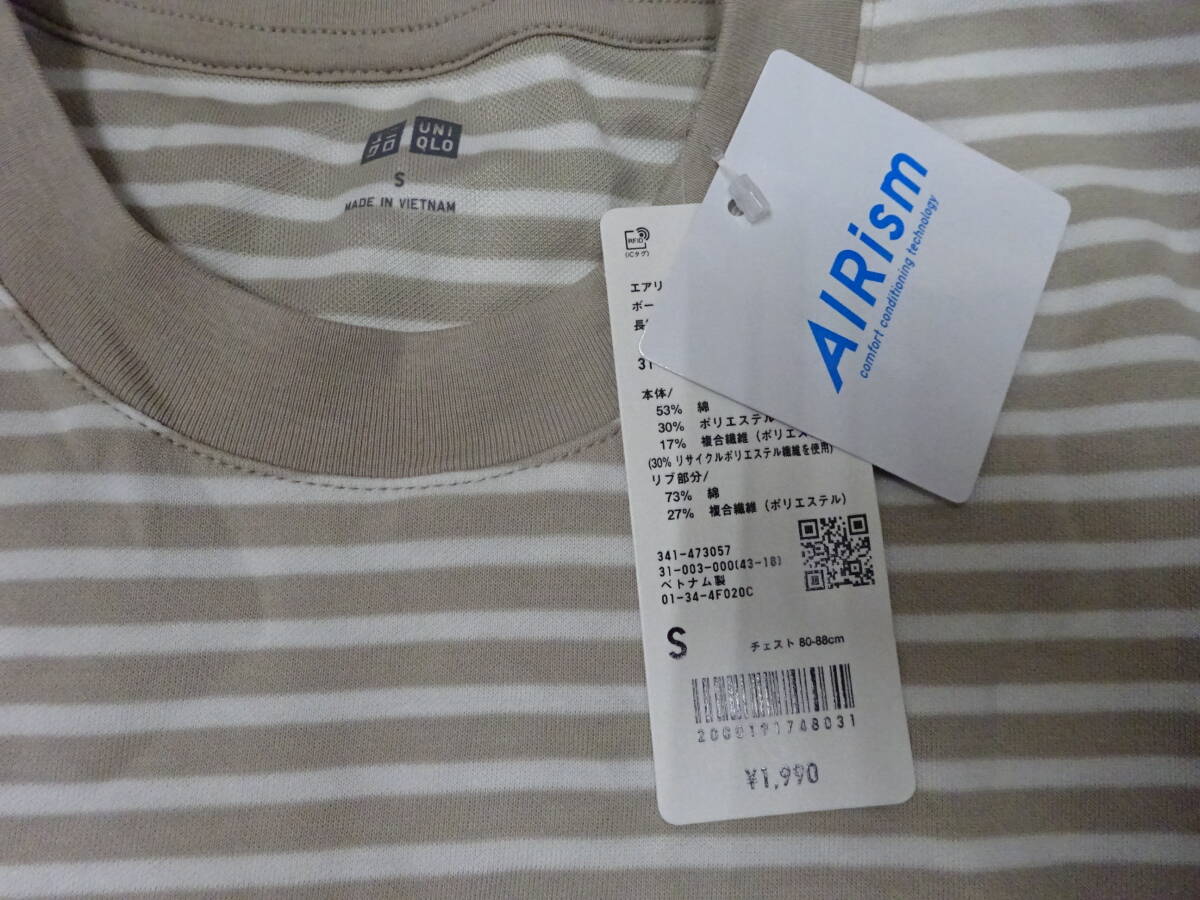 UNI
QLO
S
MADE IN VIETNAM
AIRism
comfort conditioning technology
RFID
(ICタグ)
エアリ
ボー
長
31
本体/
53% 綿
30% ポリエステル
17% 複合繊維 (ポリエス
(30% リサイクルポリエステル繊維を使用)
リブ部分/
73% 綿
27% 複合繊維 (ポリエステル)
341-473057
31-003-000(43-18)
ベトナム製
01-34-4F020C
S チェスト 80-88cm
2000191748031
¥1,990